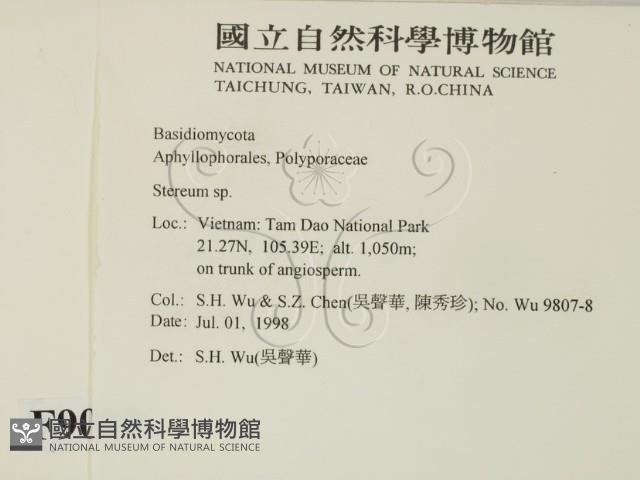 國立自然科學博物館
NATIONAL MUSEUM OF NATURAL SCIENCE
TAICHUNG, TAIWAN, R.O.CHINA
Basidiomycota
Aphyllophorales, Polyporaceae
Stereum sp.
Loc.: Vietnam: Tam Dao National Park
21.27N, 105.39E; alt. 1,050m;
on trunk of angiosperm.
Col.: S.H. Wu & S.Z. Chen(吳聲華, 陳秀珍); No. Wu 9807-8
Date: Jul. 01, 1998
Det.: S.H. Wu(吳聲華)
國立自然科學博物館
NATIONAL MUSEUM OF NATURAL SCIENCE